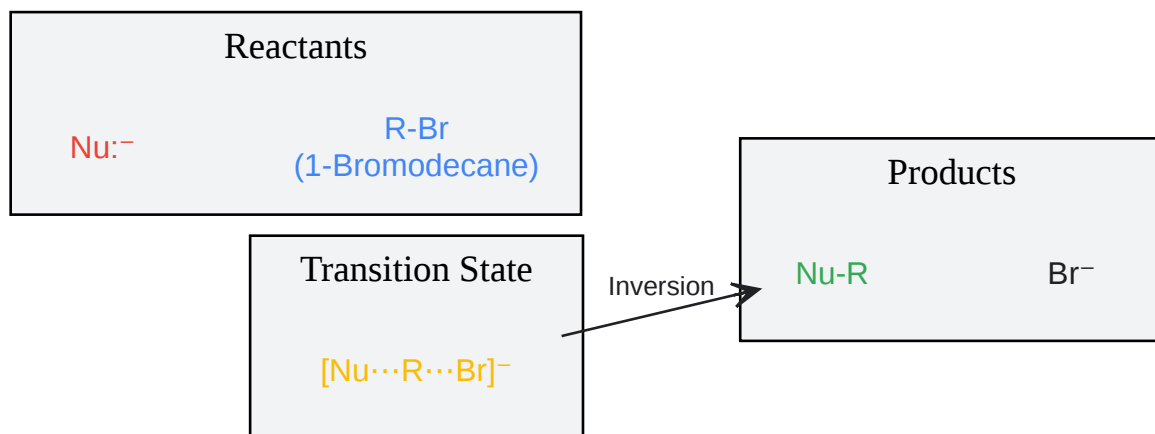 Reactants
Nu:⁻
R-Br
(1-Bromodecane)
Transition State
[Nu⋯R⋯Br]⁻
Inversion
Products
Nu-R
Br⁻